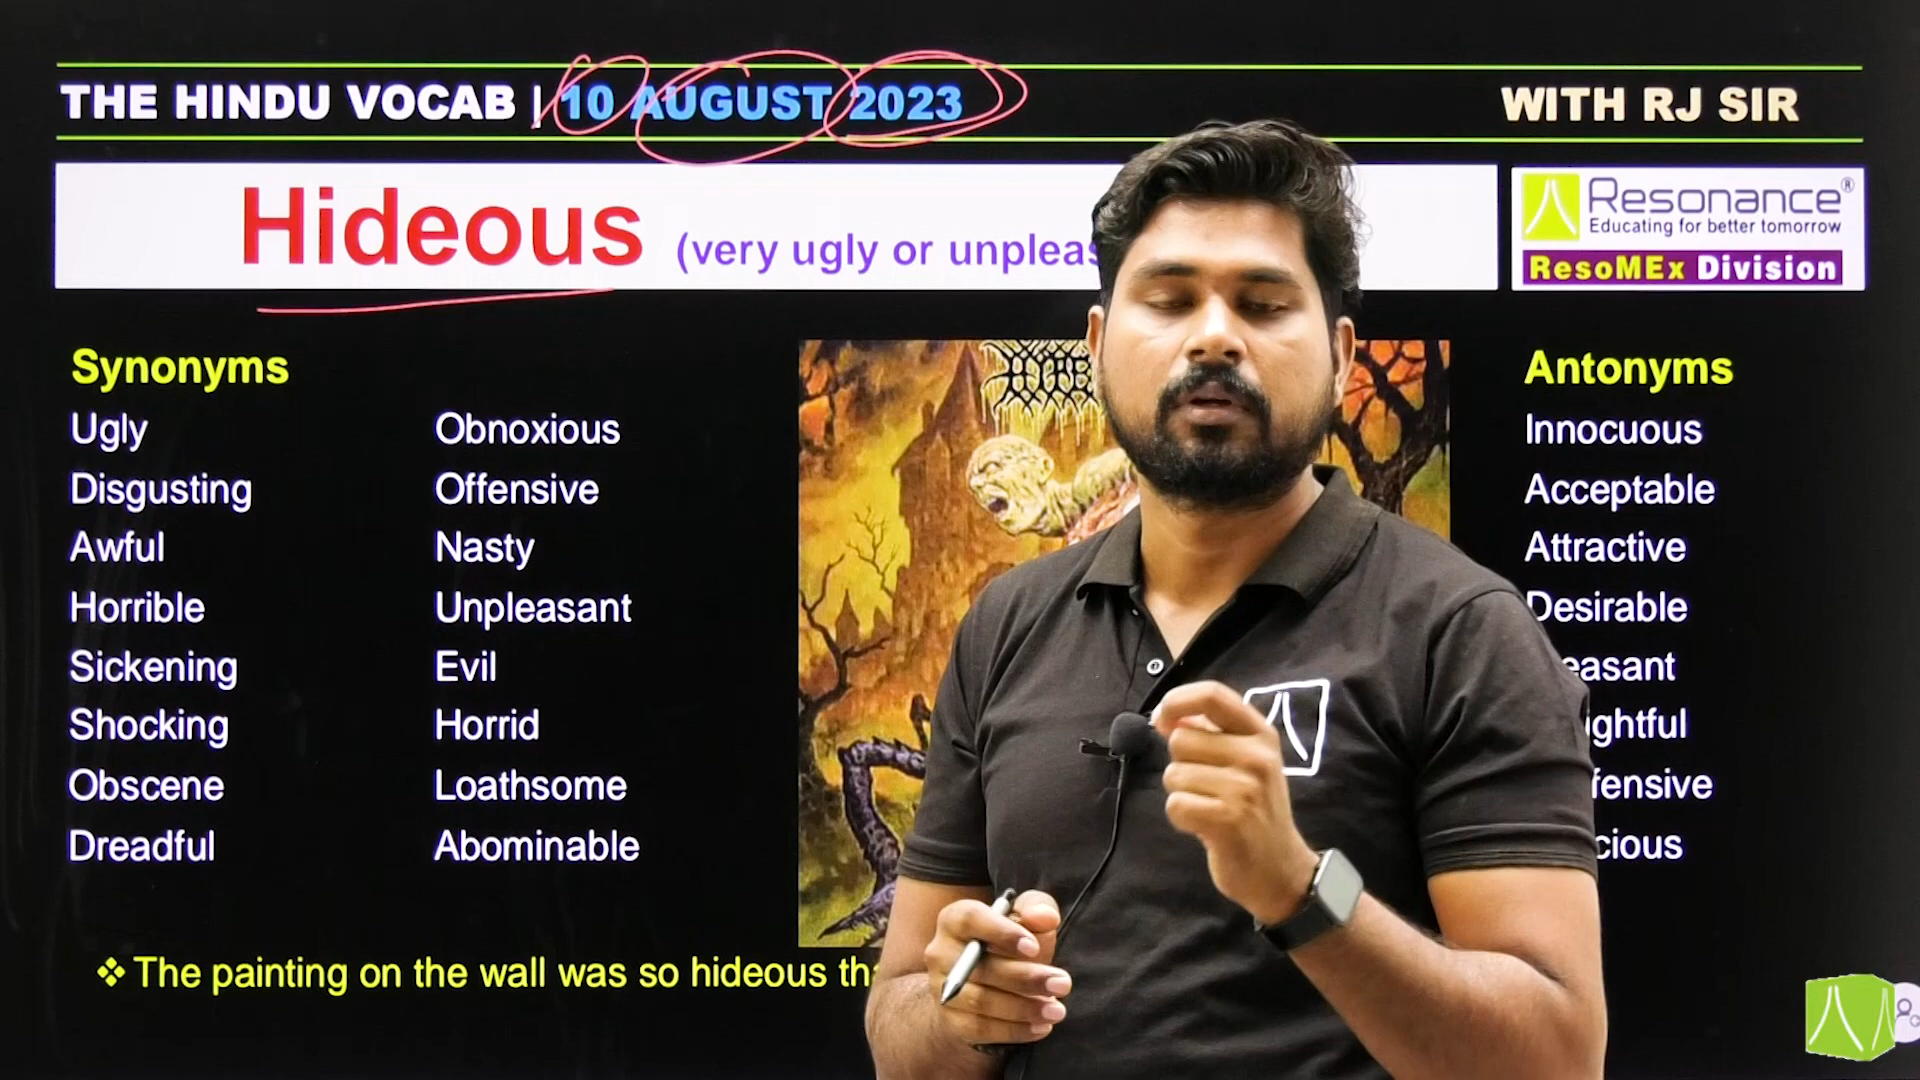 THE HINDU VOCAB | 10 AUGUST 2023
WITH RJ SIR
Hideous (very ugly or
Resonance®
Educating for better tomorrow
ResoMEx Division
Synonyms
Ugly
Disgusting
Awful
Horrible
Sickening
Shocking
Obscene
Dreadful
Obnoxious
Offensive
Nasty
Unpleasant
Evil
Horrid
Loathsome
Abominable
Antonyms
Innocuous
Acceptable
Attractive
Desirable
The painting on the wall was so hideous